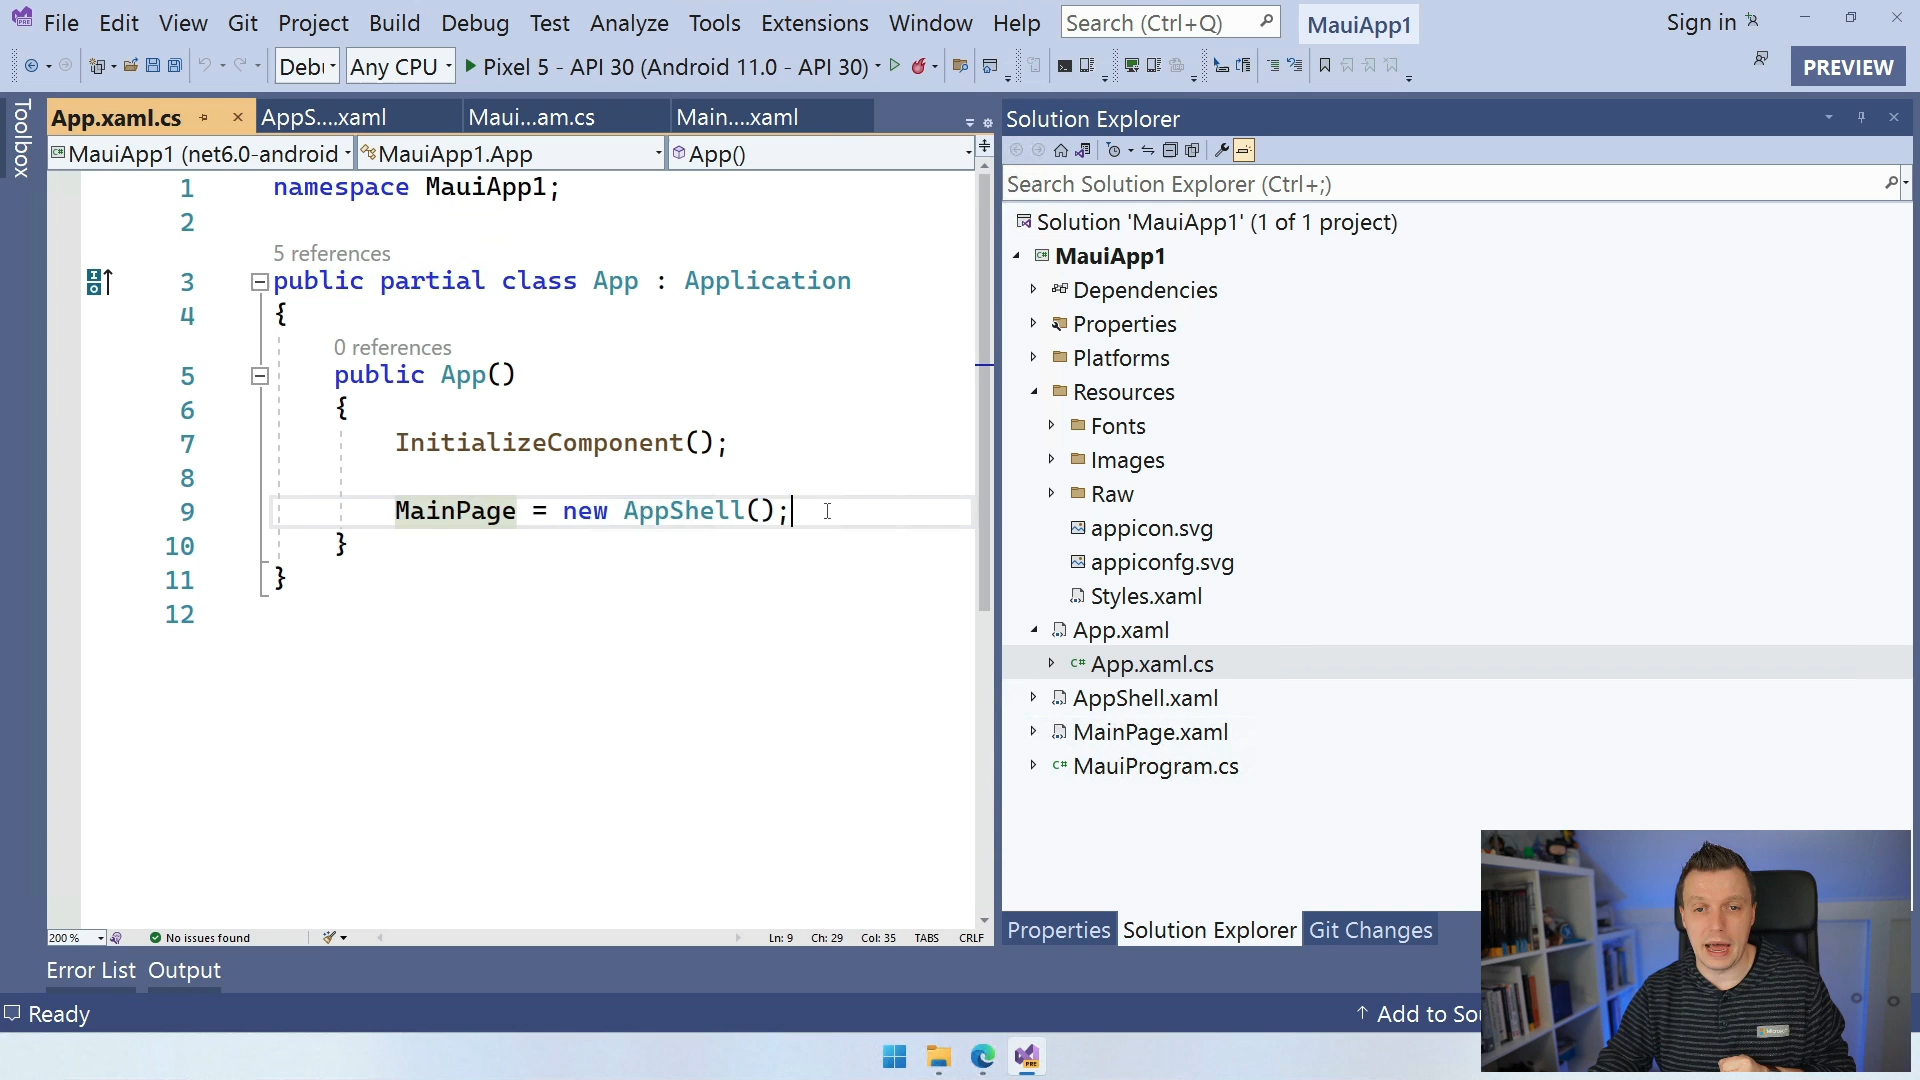 File Edit View Git Project Build Debug Test Analyze Tools Extensions Window Help Search (Ctrl+Q) MauiApp1 Sign in
Debu Any CPU Pixel 5 - API 30 (Android 11.0 - API 30) PREVIEW
Toolbox
App.xaml.cs AppS....xaml Maui...am.cs Main....xaml
MauiApp1 (net6.0-android MauiApp1.App App()
1 namespace MauiApp1;
2
5 references
3 public partial class App : Application
4 {
0 references
5 public App()
6 {
7 InitializeComponent();
8
9 MainPage = new AppShell();
10 }
11 }
12
200 % No issues found Ln: 9 Ch: 29 Col: 35 TABS CRLF
Solution Explorer
Search Solution Explorer (Ctrl+;)
Solution 'MauiApp1' (1 of 1 project)
MauiApp1
Dependencies
Properties
Platforms
Resources
Fonts
Images
Raw
appicon.svg
appiconfg.svg
Styles.xaml
App.xaml
C# App.xaml.cs
AppShell.xaml
MainPage.xaml
C# MauiProgram.cs
Properties Solution Explorer Git Changes
Error List Output
Ready Add to Sou
PRE
Microsoft